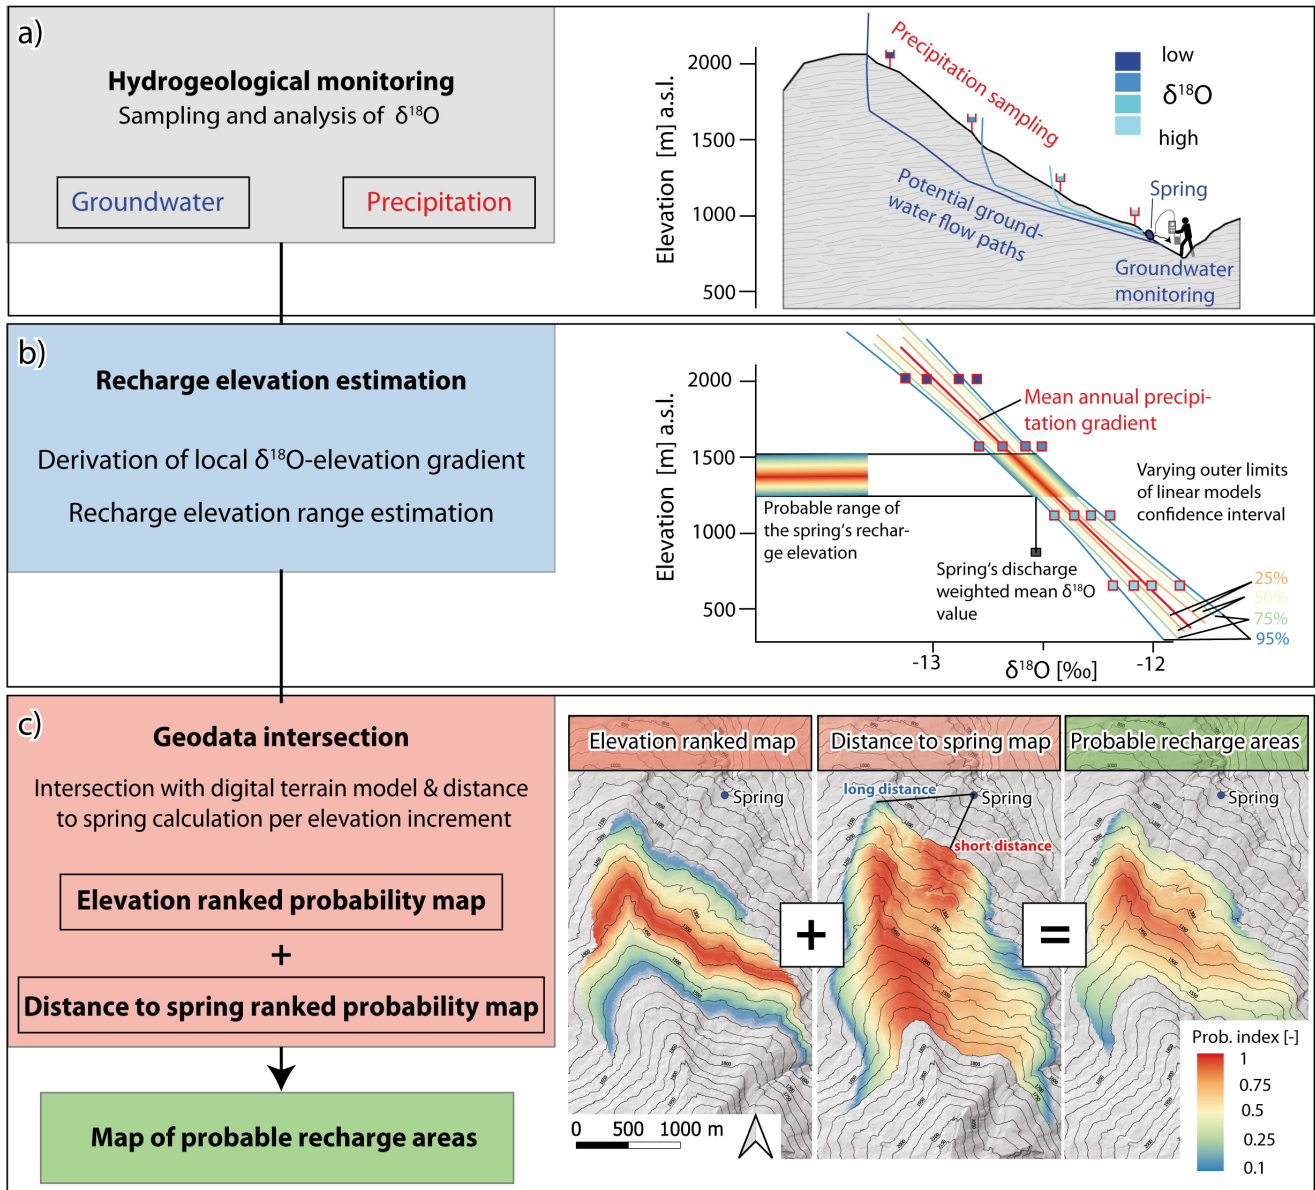 a)
Hydrogeological monitoring
Sampling and analysis of δ¹⁸O
Groundwater
Precipitation
Elevation [m] a.s.l.
2000
1500
1000
500
Precipitation sampling
Potential ground-
water flow paths
low
δ¹⁸O
high
Spring
Groundwater
monitoring
b)
Recharge elevation estimation
Derivation of local δ¹⁸O-elevation gradient
Recharge elevation range estimation
Elevation [m] a.s.l.
2000
1500
1000
500
Mean annual precipi-
tation gradient
Varying outer limits
of linear models
confidence interval
Probable range of
the spring's rechar-
ge elevation
Spring's discharge
weighted mean δ¹⁸O
value
25%
50%
75%
95%
-13
δ¹⁸O [‰]
-12
c)
Geodata intersection
Intersection with digital terrain model & distance
to spring calculation per elevation increment
Elevation ranked probability map
+
Distance to spring ranked probability map
Map of probable recharge areas
Elevation ranked map
Spring
0 500 1000 m
+
Distance to spring map
long distance
Spring
short distance
=
Probable recharge areas
Spring
Prob. index [-]
1
0.75
0.5
0.25
0.1